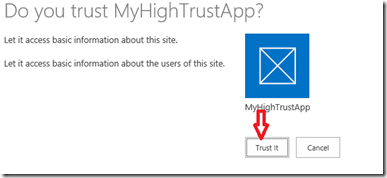 Do you trust MyHighTrustApp?
Let it access basic information about this site.
Let it access basic information about the users of this site.
MyHighTrustApp
Trust It
Cancel